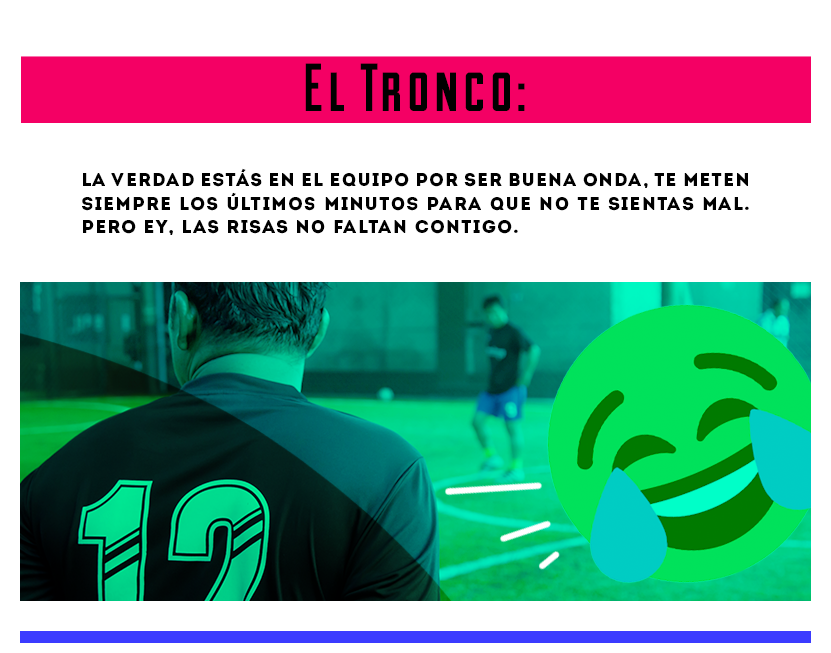 El Tronco:
LA VERDAD ESTÁS EN EL EQUIPO POR SER BUENA ONDA, TE METEN
SIEMPRE LOS ÚLTIMOS MINUTOS PARA QUE NO TE SIENTAS MAL.
PERO EY, LAS RISAS NO FALTAN CONTIGO.
12